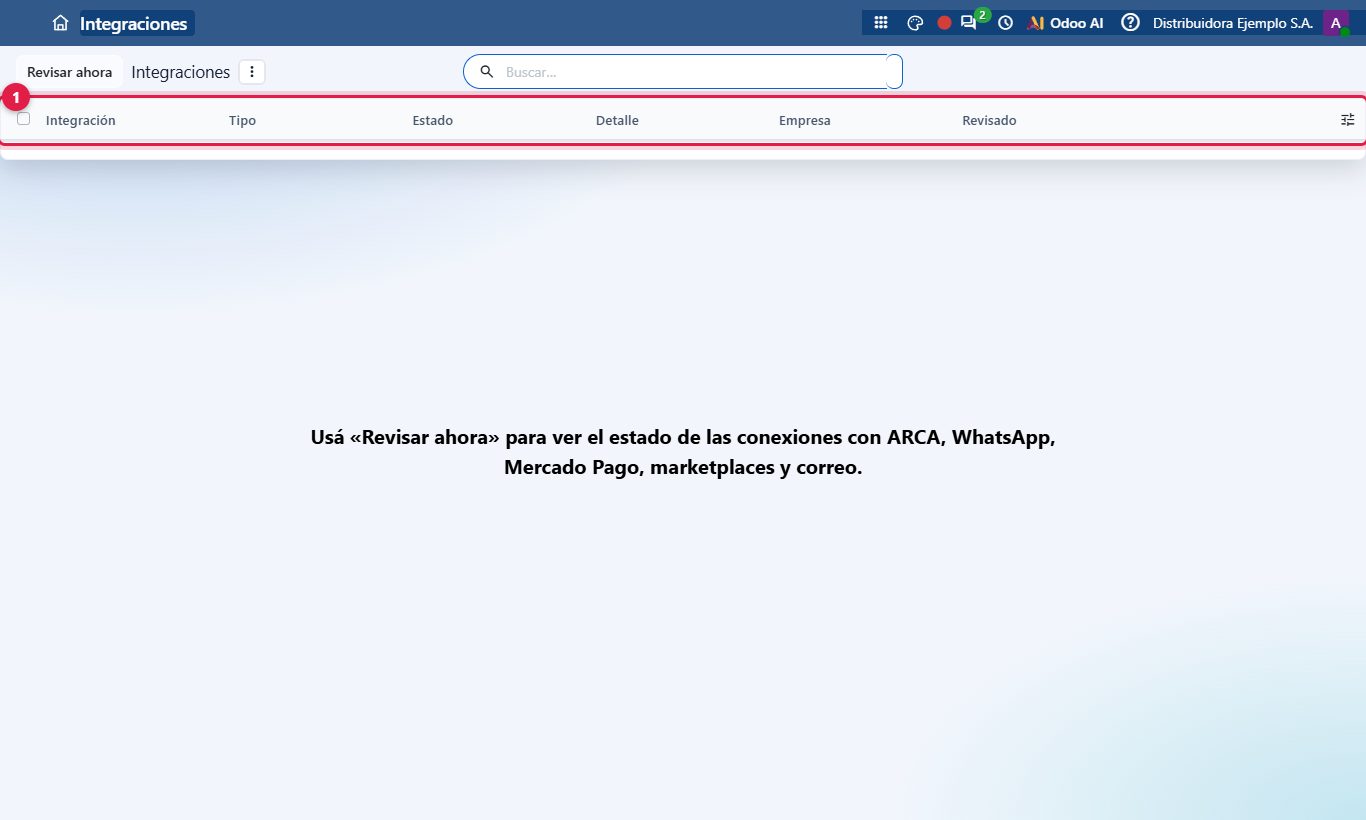 Integraciones
2
Odoo AI
Distribuidora Ejemplo S.A.
A
Revisar ahora
Integraciones
Buscar...
1
Integración Tipo Estado Detalle Empresa Revisado
Usá «Revisar ahora» para ver el estado de las conexiones con ARCA, WhatsApp,
Mercado Pago, marketplaces y correo.